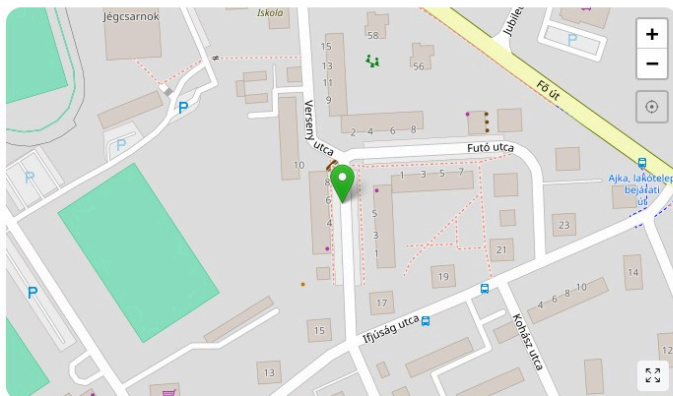 Jégcsarnok
Iskola
Jubileu
58
P
56
15
13
11
9
Fő út
P
Verseny utca
2 4 6 8
P
P
10
Futó utca
8
6
4
1 3 5 7
5
3
1
Ajka, lakótelep
bejárati
út
23
21
19
14
P
17
4 6 8 10
15
Ifjúság utca
Kohász utca
12
13
+
−